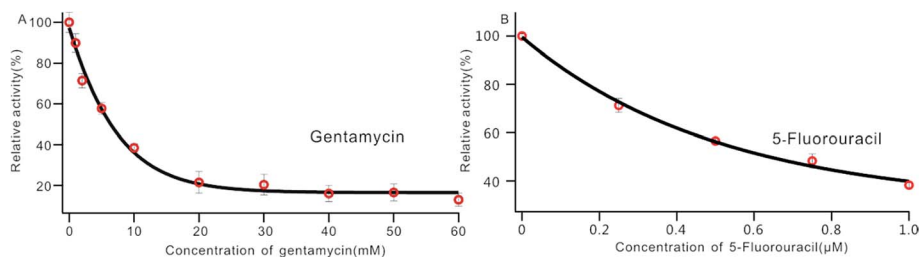 A
100
80
60
40
20
0
10
20
30
40
50
60
Relative activity(%)
Gentamycin
Concentration of gentamycin(mM)
B
100
80
60
40
0
0.2
0.4
0.6
0.8
1.0
Relative activity(%)
5-Fluorouracil
Concentration of 5-Fluorouracil(μM)